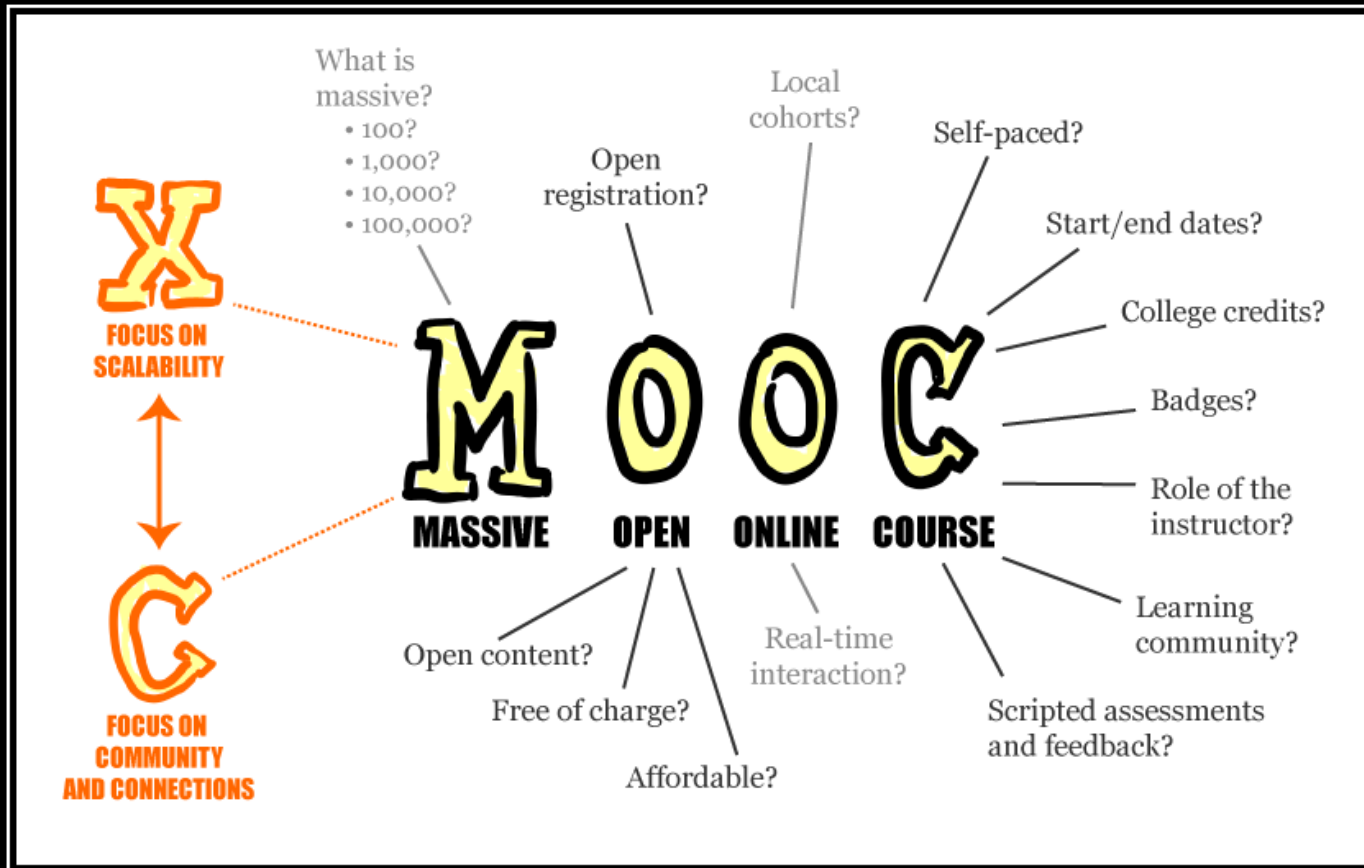 What is
massive?
• 100?
• 1,000?
• 10,000?
• 100,000?
Open
registration?
Local
cohorts?
Self-paced?
Start/end dates?
College credits?
Badges?
Role of the
instructor?
Learning
community?
Scripted assessments
and feedback?
X
FOCUS ON
SCALABILITY
C
FOCUS ON
COMMUNITY
AND CONNECTIONS
MOOC
MASSIVE OPEN ONLINE COURSE
Open content?
Free of charge?
Affordable?
Real-time
interaction?